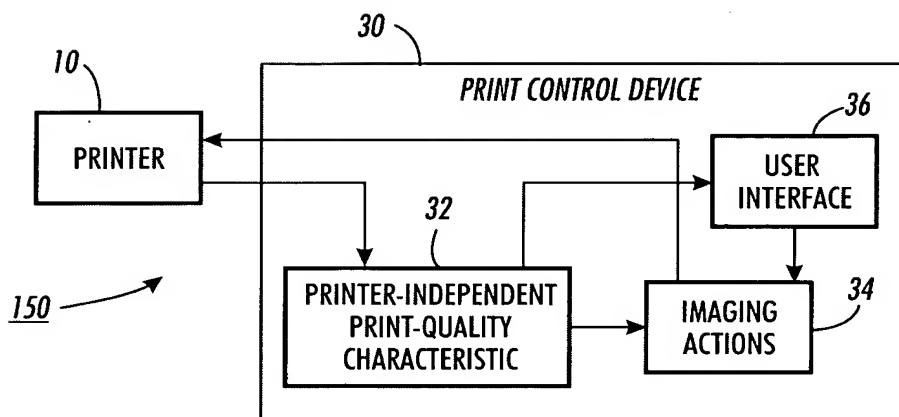 30
10
PRINT CONTROL DEVICE
36
PRINTER
USER
INTERFACE
32
150
PRINTER-INDEPENDENT
PRINT-QUALITY
CHARACTERISTIC
IMAGING
ACTIONS
34